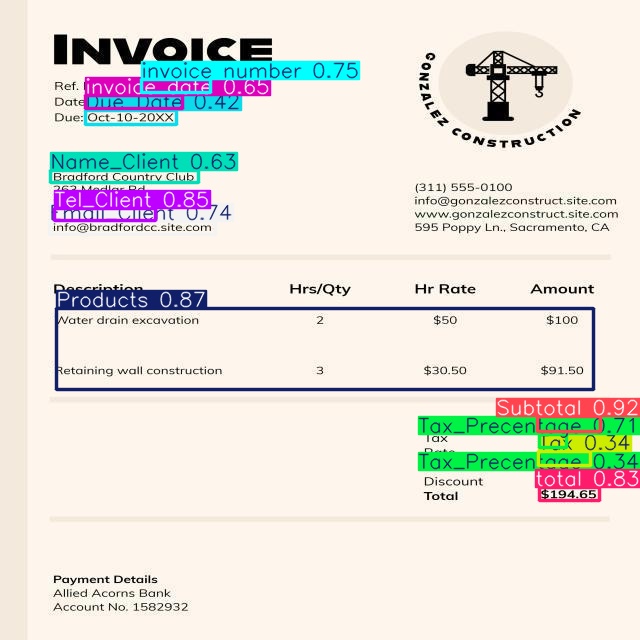 INVOICE
invoice_number 0.75
Ref.
invoice_date 0.65
Date
Due_Date 0.42
Due: Oct-10-20XX
GONZALEZ CONSTRUCTION
Name_Client 0.63
Bradford Country Club
263 Medlar Rd
Tel_Client 0.85
Email_Client 0.74
info@bradfordcc.site.com
(311) 555-0100
info@gonzalezconstruct.site.com
www.gonzalezconstruct.site.com
595 Poppy Ln., Sacramento, CA
Description Hrs/Qty Hr Rate Amount
Products 0.87
Water drain excavation 2 $50 $100
Retaining wall construction 3 $30.50 $91.50
Subtotal 0.92
Tax_Precentage 0.71
Tax Tax 0.34
Rate
Tax_Precentage 0.34
Discount total 0.83
Total $194.65
Payment Details
Allied Acorns Bank
Account No. 1582932